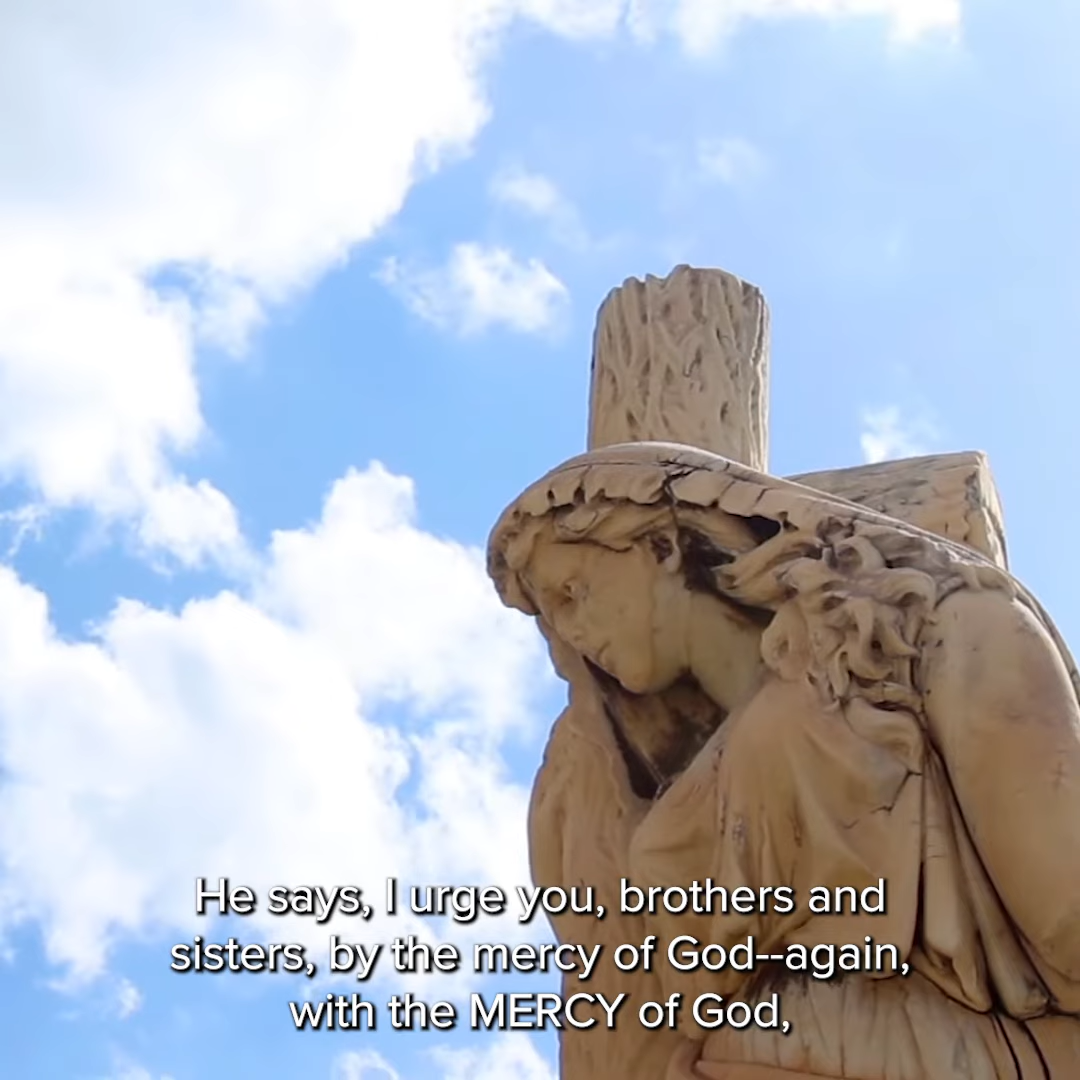 He says, I urge you, brothers and
sisters, by the mercy of God--again,
with the MERCY of God,